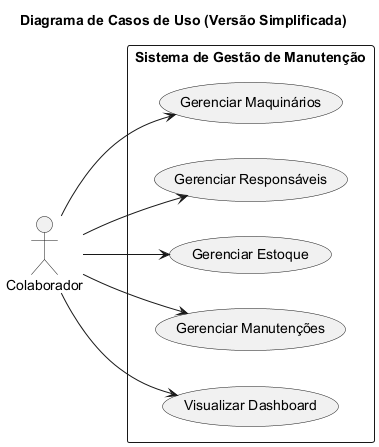 Diagrama de Casos de Uso (Versão Simplificada)
Sistema de Gestão de Manutenção
Gerenciar Maquinários
Gerenciar Responsáveis
Gerenciar Estoque
Colaborador
Gerenciar Manutenções
Visualizar Dashboard